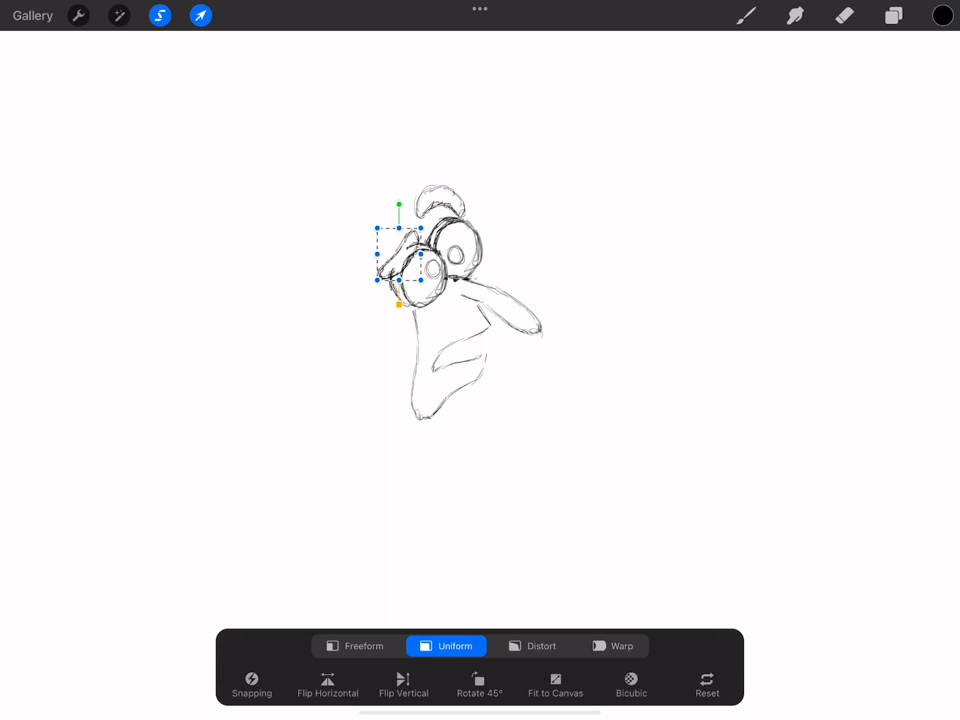 Gallery
Freeform Uniform Distort Warp
Snapping Flip Horizontal Flip Vertical Rotate 45° Fit to Canvas Bicubic Reset